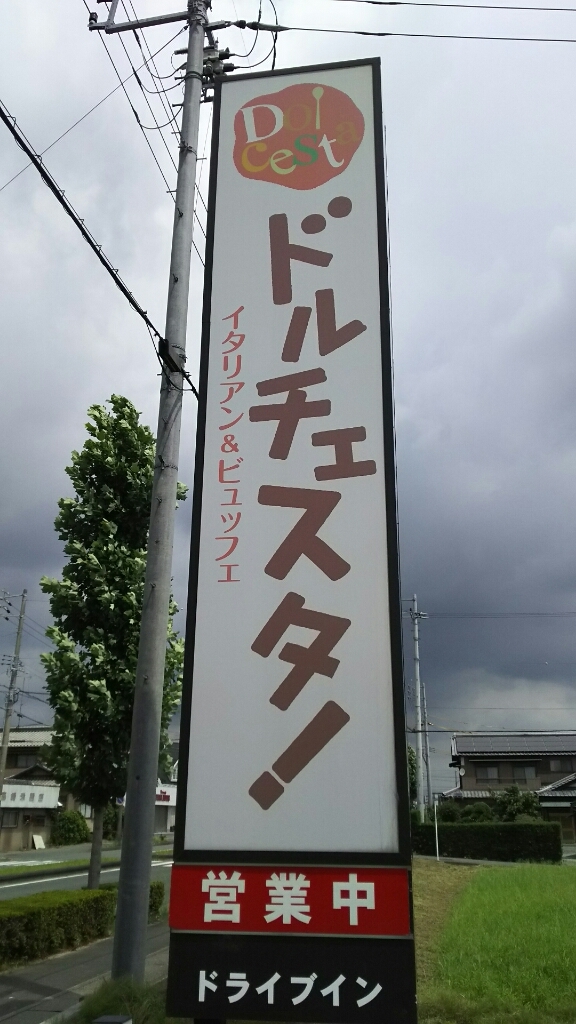 Dol
cesta
ドルチェスタ!
イタリアン&ビュッフェ
営業中
ドライブイン